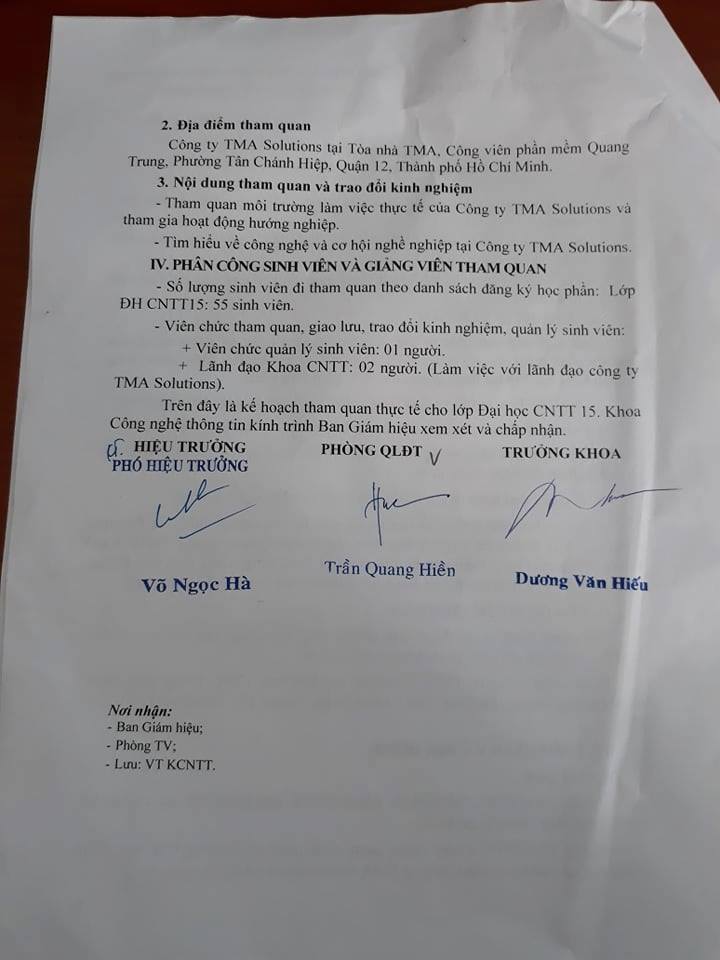 2. Địa điểm tham quan
Công ty TMA Solutions tại Tòa nhà TMA, Công viên phần mềm Quang
Trung, Phường Tân Chánh Hiệp, Quận 12, Thành phố Hồ Chí Minh.
3. Nội dung tham quan và trao đổi kinh nghiệm
- Tham quan môi trường làm việc thực tế của Công ty TMA Solutions và
tham gia hoạt động hướng nghiệp.
- Tìm hiểu về công nghệ và cơ hội nghề nghiệp tại Công ty TMA Solutions.
IV. PHÂN CÔNG SINH VIÊN VÀ GIẢNG VIÊN THAM QUAN
- Số lượng sinh viên đi tham quan theo danh sách đăng ký học phần: Lớp
ĐH CNTT15: 55 sinh viên.
- Viên chức tham quan, giao lưu, trao đổi kinh nghiệm, quản lý sinh viên:
+ Viên chức quản lý sinh viên: 01 người.
+ Lãnh đạo Khoa CNTT: 02 người. (Làm việc với lãnh đạo công ty
TMA Solutions).
Trên đây là kế hoạch tham quan thực tế cho lớp Đại học CNTT 15. Khoa
Công nghệ thông tin kính trình Ban Giám hiệu xem xét và chấp nhận.
HIỆU TRƯỞNG PHÒNG QLĐT TRƯỞNG KHOA
PHÓ HIỆU TRƯỞNG
Võ Ngọc Hà Trần Quang Hiền Dương Văn Hiếu
Nơi nhận:
- Ban Giám hiệu;
- Phòng TV;
- Lưu: VT KCNTT.